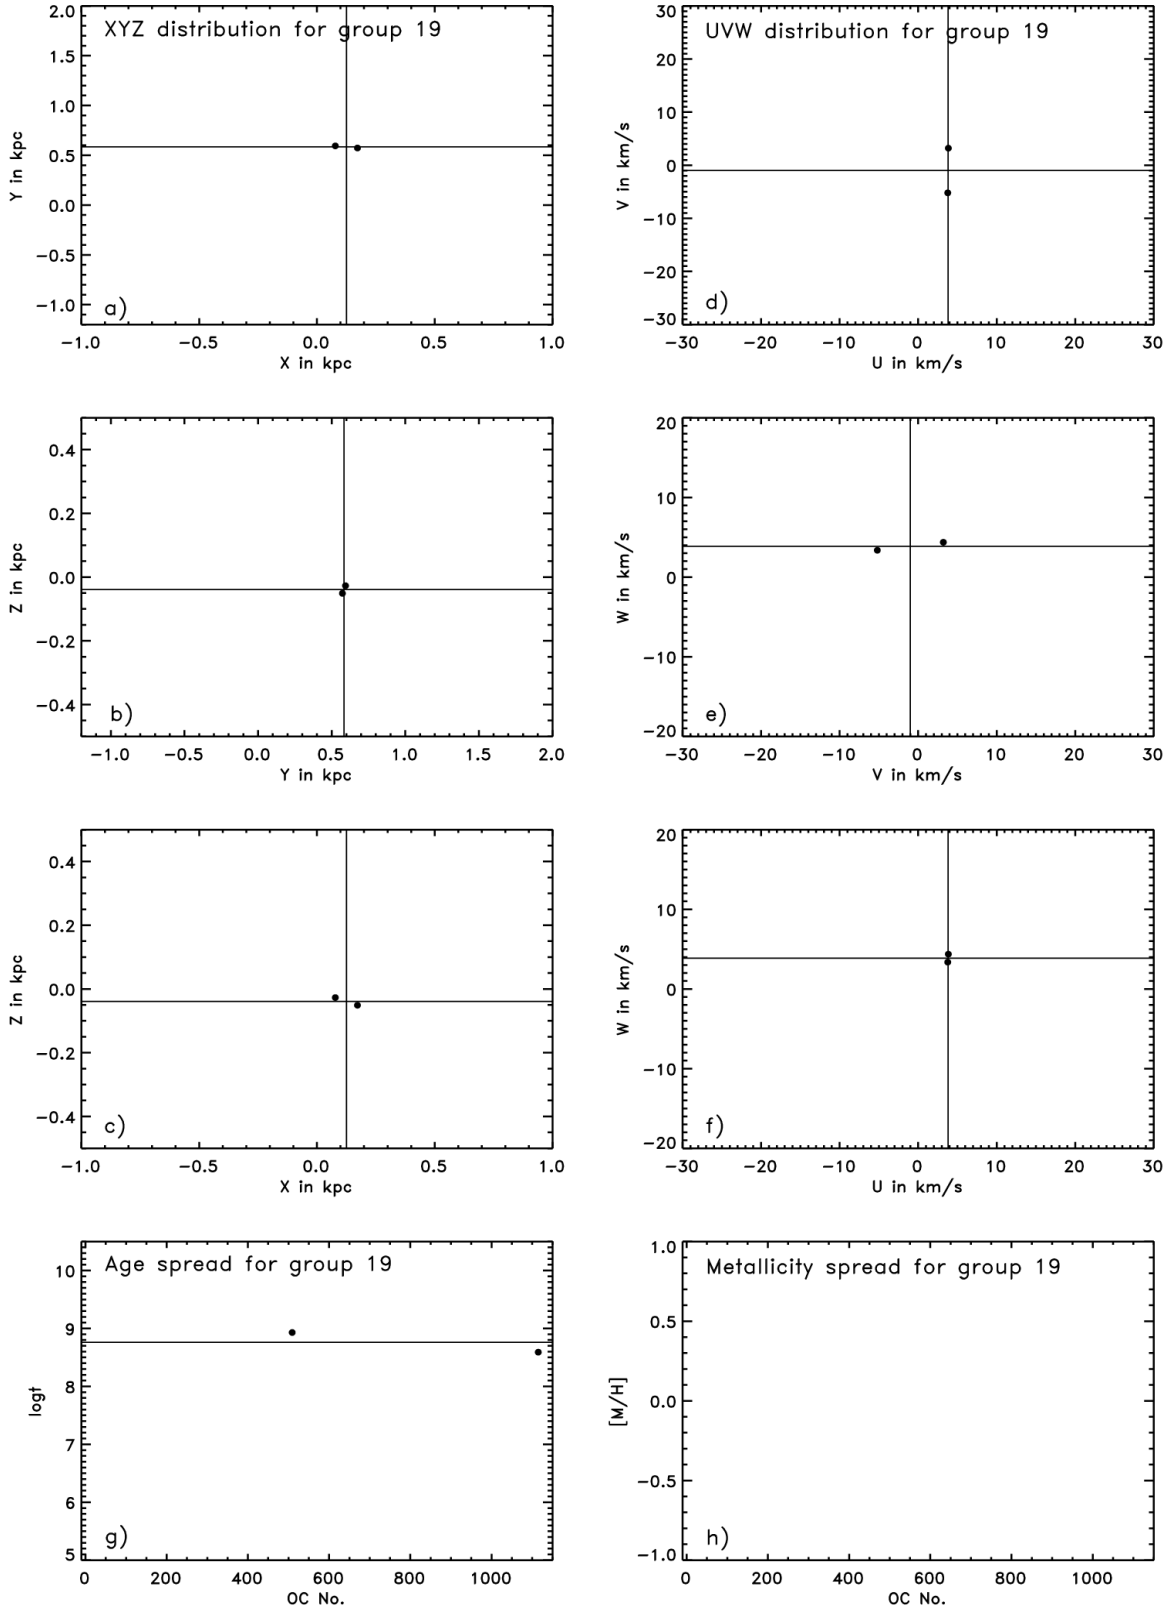 XYZ distribution for group 19
2.0
1.5
1.0
0.5
0.0
−0.5
−1.0
Y in kpc
a)
−1.0 −0.5 0.0 0.5 1.0
X in kpc
UVW distribution for group 19
30
20
10
0
−10
−20
−30
V in km/s
d)
−30 −20 −10 0 10 20 30
U in km/s
0.4
0.2
0.0
−0.2
−0.4
Z in kpc
b)
−1.0 −0.5 0.0 0.5 1.0 1.5 2.0
Y in kpc
20
10
0
−10
−20
W in km/s
e)
−30 −20 −10 0 10 20 30
V in km/s
0.4
0.2
0.0
−0.2
−0.4
Z in kpc
c)
−1.0 −0.5 0.0 0.5 1.0
X in kpc
20
10
0
−10
−20
W in km/s
f)
−30 −20 −10 0 10 20 30
U in km/s
Age spread for group 19
10
9
8
7
6
5
logt
g)
0 200 400 600 800 1000
OC No.
Metallicity spread for group 19
1.0
0.5
0.0
−0.5
−1.0
[M/H]
h)
0 200 400 600 800 1000
OC No.